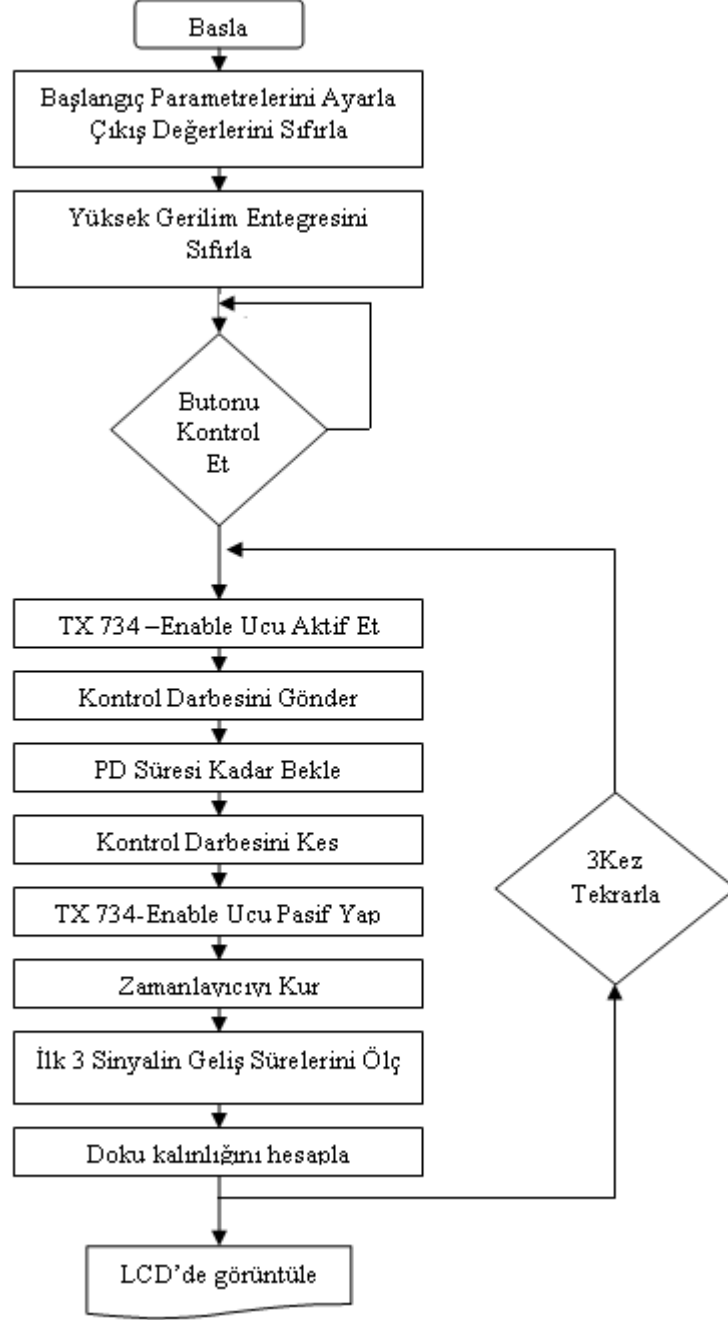 Basla
Başlangıç Parametrelerini Ayarla
Çıkış Değerlerini Sıfırla
Yüksek Gerilim Entegresini
Sıfırla
Butonu
Kontrol
Et
TX 734 –Enable Ucu Aktif Et
Kontrol Darbesini Gönder
PD Süresi Kadar Bekle
Kontrol Darbesini Kes
TX 734-Enable Ucu Pasif Yap
Zamanlayıcıyı Kur
İlk 3 Sinyalin Geliş Sürelerini Ölç
Doku kalınlığını hesapla
3Kez
Tekrarla
LCD’de görüntüle